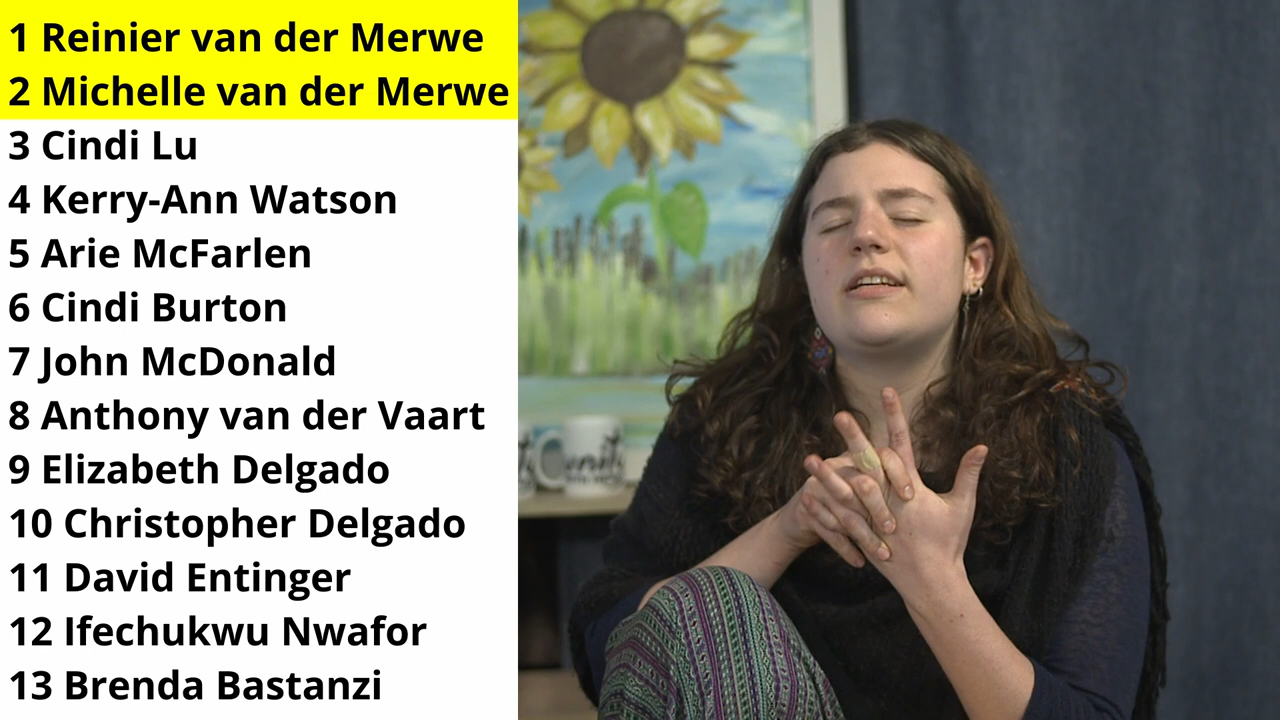 1 Reinier van der Merwe
2 Michelle van der Merwe
3 Cindi Lu
4 Kerry-Ann Watson
5 Arie McFarlen
6 Cindi Burton
7 John McDonald
8 Anthony van der Vaart
9 Elizabeth Delgado
10 Christopher Delgado
11 David Entinger
12 Ifechukwu Nwafor
13 Brenda Bastanzi